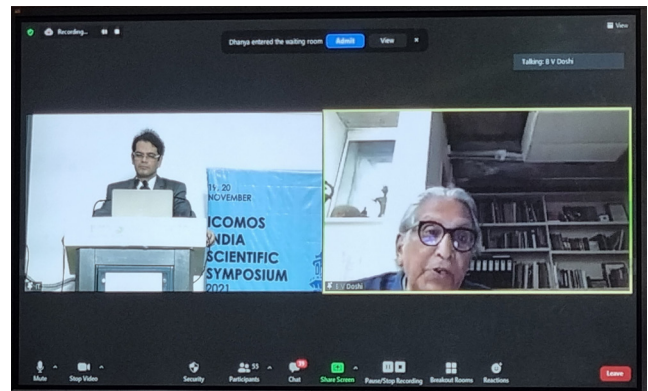 Recording...
Dhanya entered the waiting room
Admit
View
View
Talking: B V Doshi
19, 20
NOVEMBER
ICOMOS
INDIA
SCIENTIFIC
SYMPOSIUM
2021
B V Doshi
Mute
Stop Video
Security
Participants
53
Chat
Share Screen
Pause/Stop Recording
Breakout Rooms
Reactions
Leave